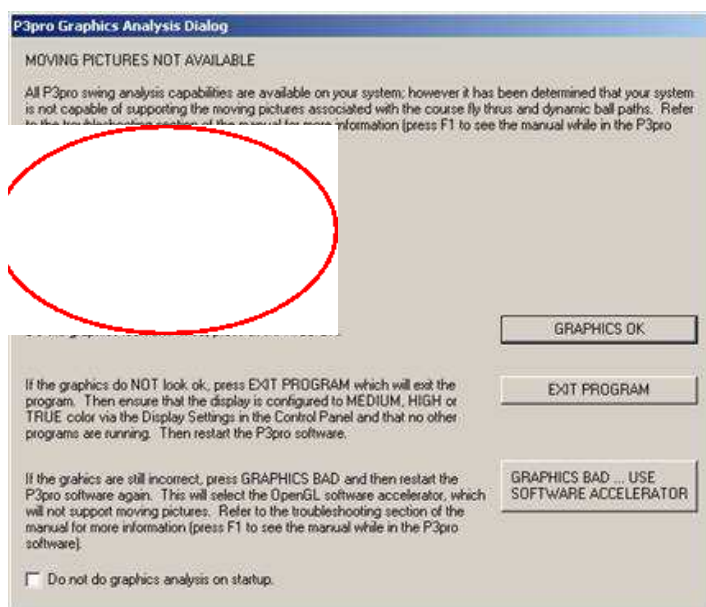 P3pro Graphics Analysis Dialog
MOVING PICTURES NOT AVAILABLE
All P3pro swing analysis capabilities are available on your system; however it has been determined that your system
is not capable of supporting the moving pictures associated with the course fly thrus and dynamic ball paths. Refer
to the troubleshooting section of the manual for more information (press F1 to see the manual while in the P3pro
GRAPHICS OK
If the graphics do NOT look ok, press EXIT PROGRAM which will exit the
program. Then ensure that the display is configured to MEDIUM, HIGH or
TRUE color via the Display Settings in the Control Panel and that no other
programs are running. Then restart the P3pro software.
EXIT PROGRAM
If the grahics are still incorrect, press GRAPHICS BAD and then restart the
P3pro software again. This will select the OpenGL software accelerator, which
will not support moving pictures. Refer to the troubleshooting section of the
manual for more information (press F1 to see the manual while in the P3pro
software).
GRAPHICS BAD ... USE
SOFTWARE ACCELERATOR
Do not do graphics analysis on startup.